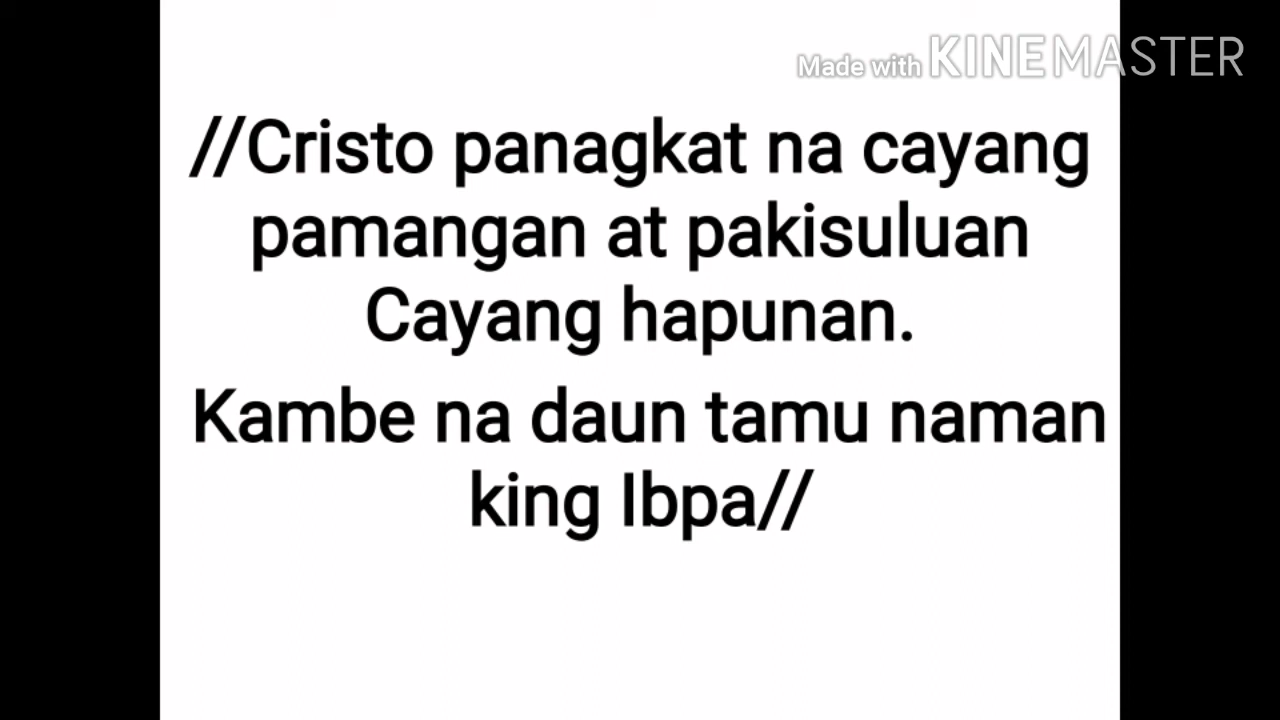 Made with KINEMASTER
//Cristo panagkat na cayang
pamangan at pakisuluan
Cayang hapunan.
Kambe na daun tamu naman
king Ibpa//